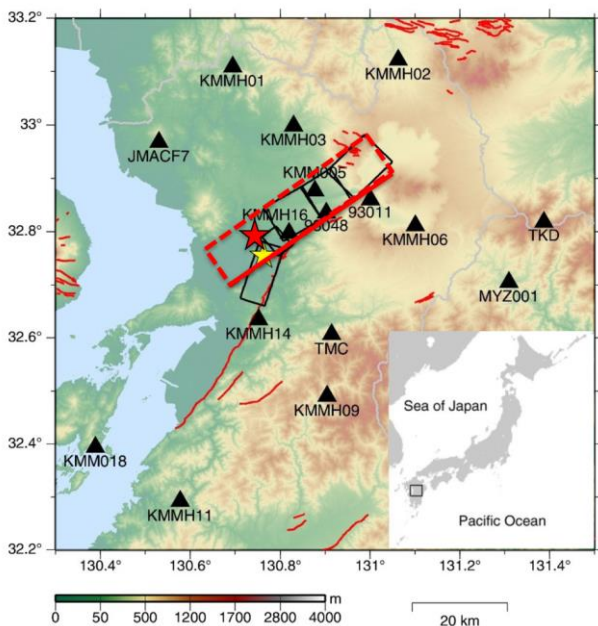 33.2°
KMMH01
KMMH02
33°
KMMH03
JMACF7
KMM005
93011
KMMH16
93048
32.8°
KMMH06
TKD
MYZ001
32.6°
KMMH14
TMC
Sea of Japan
KMMH09
32.4°
KMM018
Pacific Ocean
KMMH11
32.2°
130.4° 130.6° 130.8° 131° 131.2° 131.4°
m
0 50 500 1200 1700 2800 4000
20 km